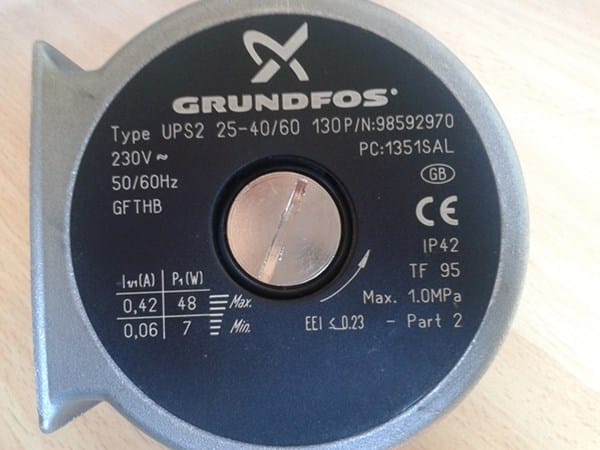 GRUNDFOS
Type UPS2 25-40/60 130 P/N:98592970
230V ~ PC:1351SAL
50/60Hz GB
GFTHB CE
IP42
TF 95
I1/1(A) P1(W)
0,42 48 Max. Max. 1.0MPa
0,06 7 Min. EEI ≤ 0.23 - Part 2